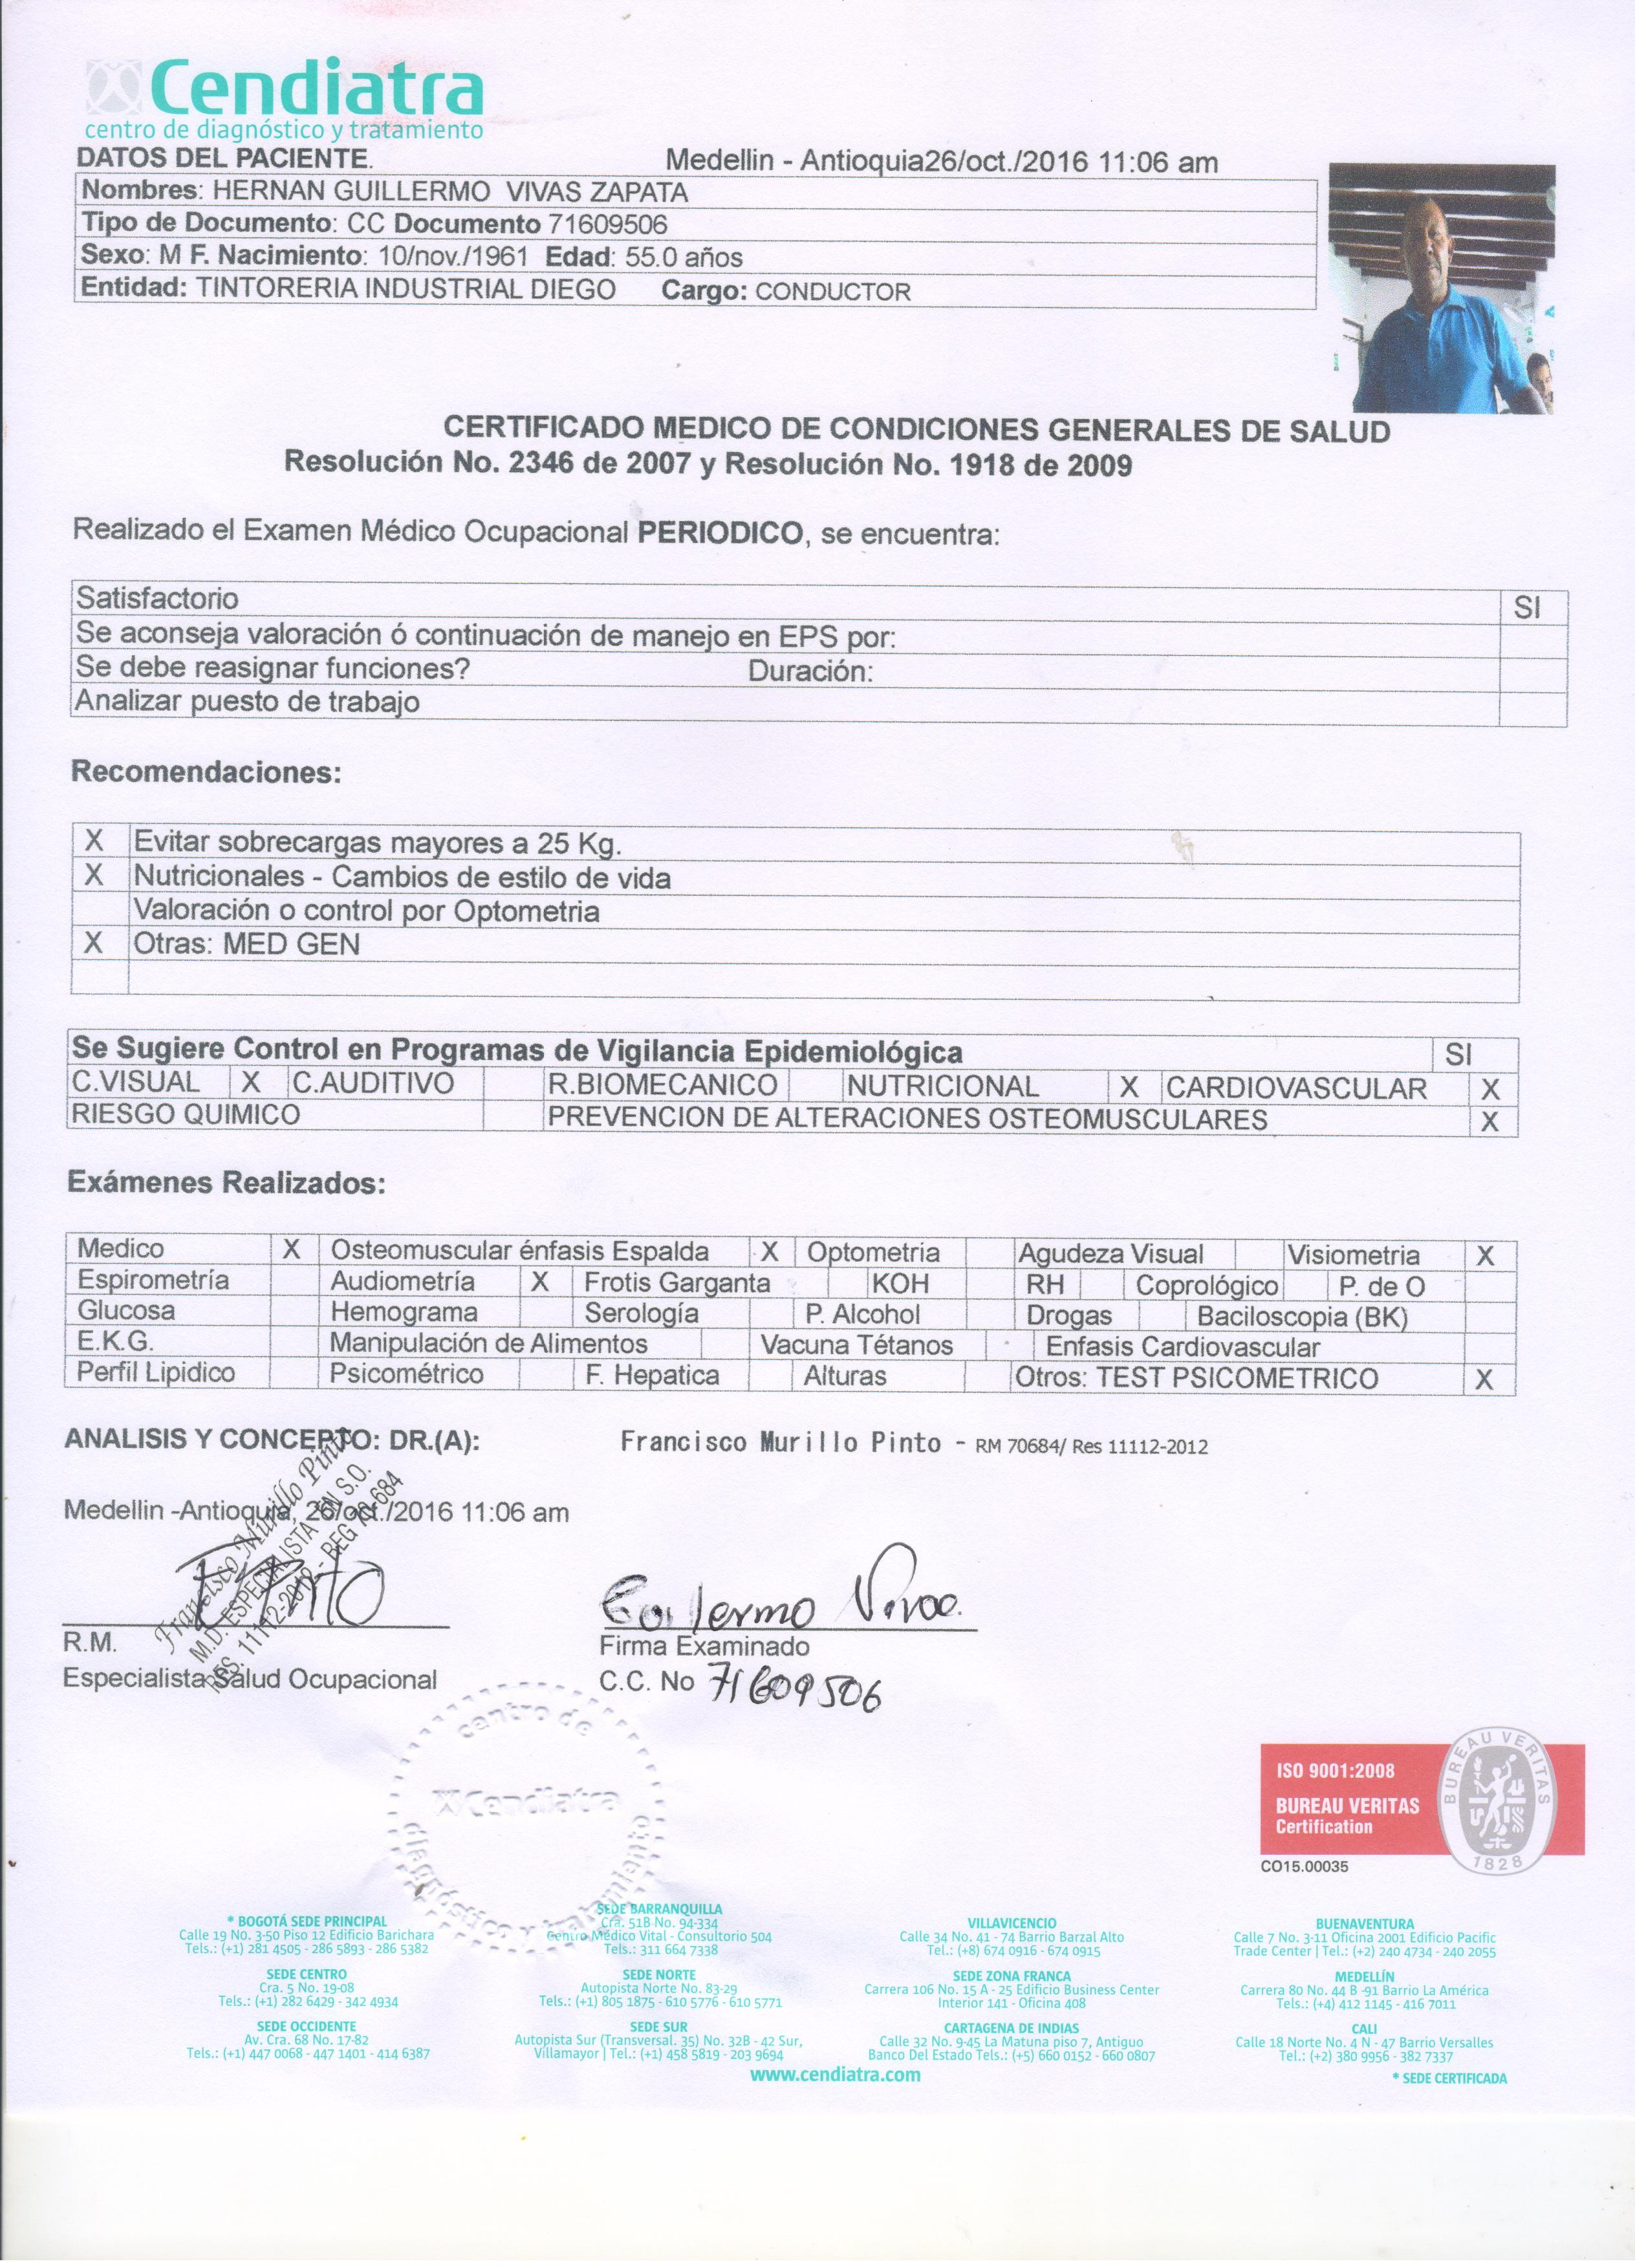 Cendiatra
centro de diagnóstico y tratamiento
DATOS DEL PACIENTE. Medellin - Antioquia26/oct./2016 11:06 am
Nombres: HERNAN GUILLERMO VIVAS ZAPATA
Tipo de Documento: CC Documento 71609506
Sexo: M F. Nacimiento: 10/nov./1961 Edad: 55.0 años
Entidad: TINTORERIA INDUSTRIAL DIEGO Cargo: CONDUCTOR
CERTIFICADO MEDICO DE CONDICIONES GENERALES DE SALUD
Resolución No. 2346 de 2007 y Resolución No. 1918 de 2009
Realizado el Examen Médico Ocupacional PERIODICO, se encuentra:
Satisfactorio SI
Se aconseja valoración ó continuación de manejo en EPS por:
Se debe reasignar funciones? Duración:
Analizar puesto de trabajo
Recomendaciones:
X Evitar sobrecargas mayores a 25 Kg.
X Nutricionales - Cambios de estilo de vida
Valoración o control por Optometria
X Otras: MED GEN
Se Sugiere Control en Programas de Vigilancia Epidemiológica SI
C.VISUAL X C.AUDITIVO R.BIOMECANICO NUTRICIONAL X CARDIOVASCULAR X
RIESGO QUIMICO PREVENCION DE ALTERACIONES OSTEOMUSCULARES X
Exámenes Realizados:
Medico X Osteomuscular énfasis Espalda X Optometria Agudeza Visual Visiometria X
Espirometría Audiometría X Frotis Garganta KOH RH Coprológico P. de O
Glucosa Hemograma Serología P. Alcohol Drogas Baciloscopia (BK)
E.K.G. Manipulación de Alimentos Vacuna Tétanos Enfasis Cardiovascular
Perfil Lipidico Psicométrico F. Hepatica Alturas Otros: TEST PSICOMETRICO X
ANALISIS Y CONCEPTO: DR.(A): Francisco Murillo Pinto - RM 70684/ Res 11112-2012
Medellin -Antioquia, 26/oct./2016 11:06 am
Francisco Murillo Pinto
M.D. ESPECIALISTA EN S.O.
RES. 11112-2012 - REG 70-684
Guillermo Vivas
R.M. Firma Examinado
Especialista Salud Ocupacional C.C. No 71609506
centro de
Cendiatra
diagnóstico y tratamiento
ISO 9001:2008
BUREAU VERITAS
Certification
BUREAU VERITAS
1828
CO15.00035
* BOGOTÁ SEDE PRINCIPAL
Calle 19 No. 3-50 Piso 12 Edificio Barichara
Tels.: (+1) 281 4505 - 286 5893 - 286 5382
SEDE CENTRO
Cra. 5 No. 19-08
Tels.: (+1) 282 6429 - 342 4934
SEDE OCCIDENTE
Av. Cra. 68 No. 17-82
Tels.: (+1) 447 0068 - 447 1401 - 414 6387
SEDE BARRANQUILLA
Cra. 51B No. 94-334
Centro Médico Vital - Consultorio 504
Tels.: 311 664 7338
SEDE NORTE
Autopista Norte No. 83-29
Tels.: (+1) 805 1875 - 610 5776 - 610 5771
SEDE SUR
Autopista Sur (Transversal. 35) No. 32B - 42 Sur,
Villamayor | Tel.: (+1) 458 5819 - 203 9694
VILLAVICENCIO
Calle 34 No. 41 - 74 Barrio Barzal Alto
Tel.: (+8) 674 0916 - 674 0915
SEDE ZONA FRANCA
Carrera 106 No. 15 A - 25 Edificio Business Center
Interior 141 - Oficina 408
CARTAGENA DE INDIAS
Calle 32 No. 9-45 La Matuna piso 7, Antiguo
Banco Del Estado Tels.: (+5) 660 0152 - 660 0807
BUENAVENTURA
Calle 7 No. 3-11 Oficina 2001 Edificio Pacific
Trade Center | Tel.: (+2) 240 4734 - 240 2055
MEDELLÍN
Carrera 80 No. 44 B -91 Barrio La América
Tels.: (+4) 412 1145 - 416 7011
CALI
Calle 18 Norte No. 4 N - 47 Barrio Versalles
Tel.: (+2) 380 9956 - 382 7337
www.cendiatra.com
* SEDE CERTIFICADA